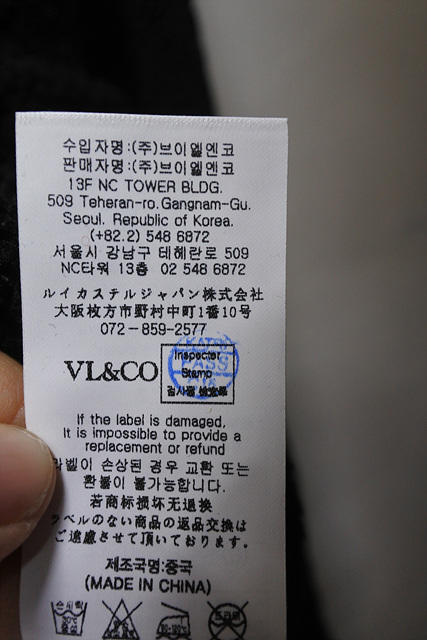 수입자명:(주)브이엘엔코
판매자명:(주)브이엘엔코
13F NC TOWER BLDG.
509 Teheran-ro.Gangnam-Gu.
Seoul. Republic of Korea.
(+82.2) 548 6872
서울시 강남구 테헤란로 509
NC타워 13층 02 548 6872
ルイカステルジャパン株式会社
大阪枚方市野村中町1番10号
072-859-2577
VL&CO
Inspector
Stamp
PASS
If the label is damaged,
It is impossible to provide a
replacement or refund
라벨이 손상된 경우 교환 또는
환불이 불가능합니다.
若商标损坏无退换
ラベルのない商品の返品交換は
ご遠慮させて頂いております。
제조국명:중국
(MADE IN CHINA)
손세탁
30℃
중성